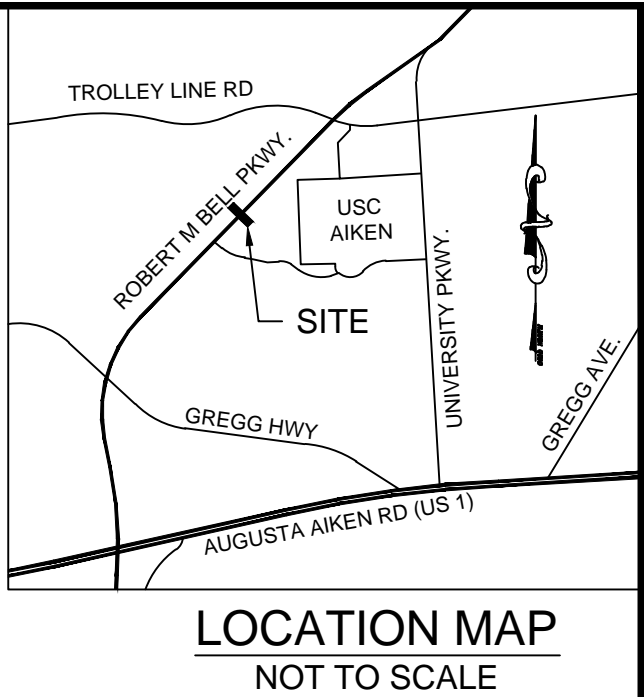 TROLLEY LINE RD
ROBERT M BELL PKWY.
USC
AIKEN
SITE
UNIVERSITY PKWY.
GREGG AVE.
GREGG HWY
AUGUSTA AIKEN RD (US 1)
LOCATION MAP
NOT TO SCALE